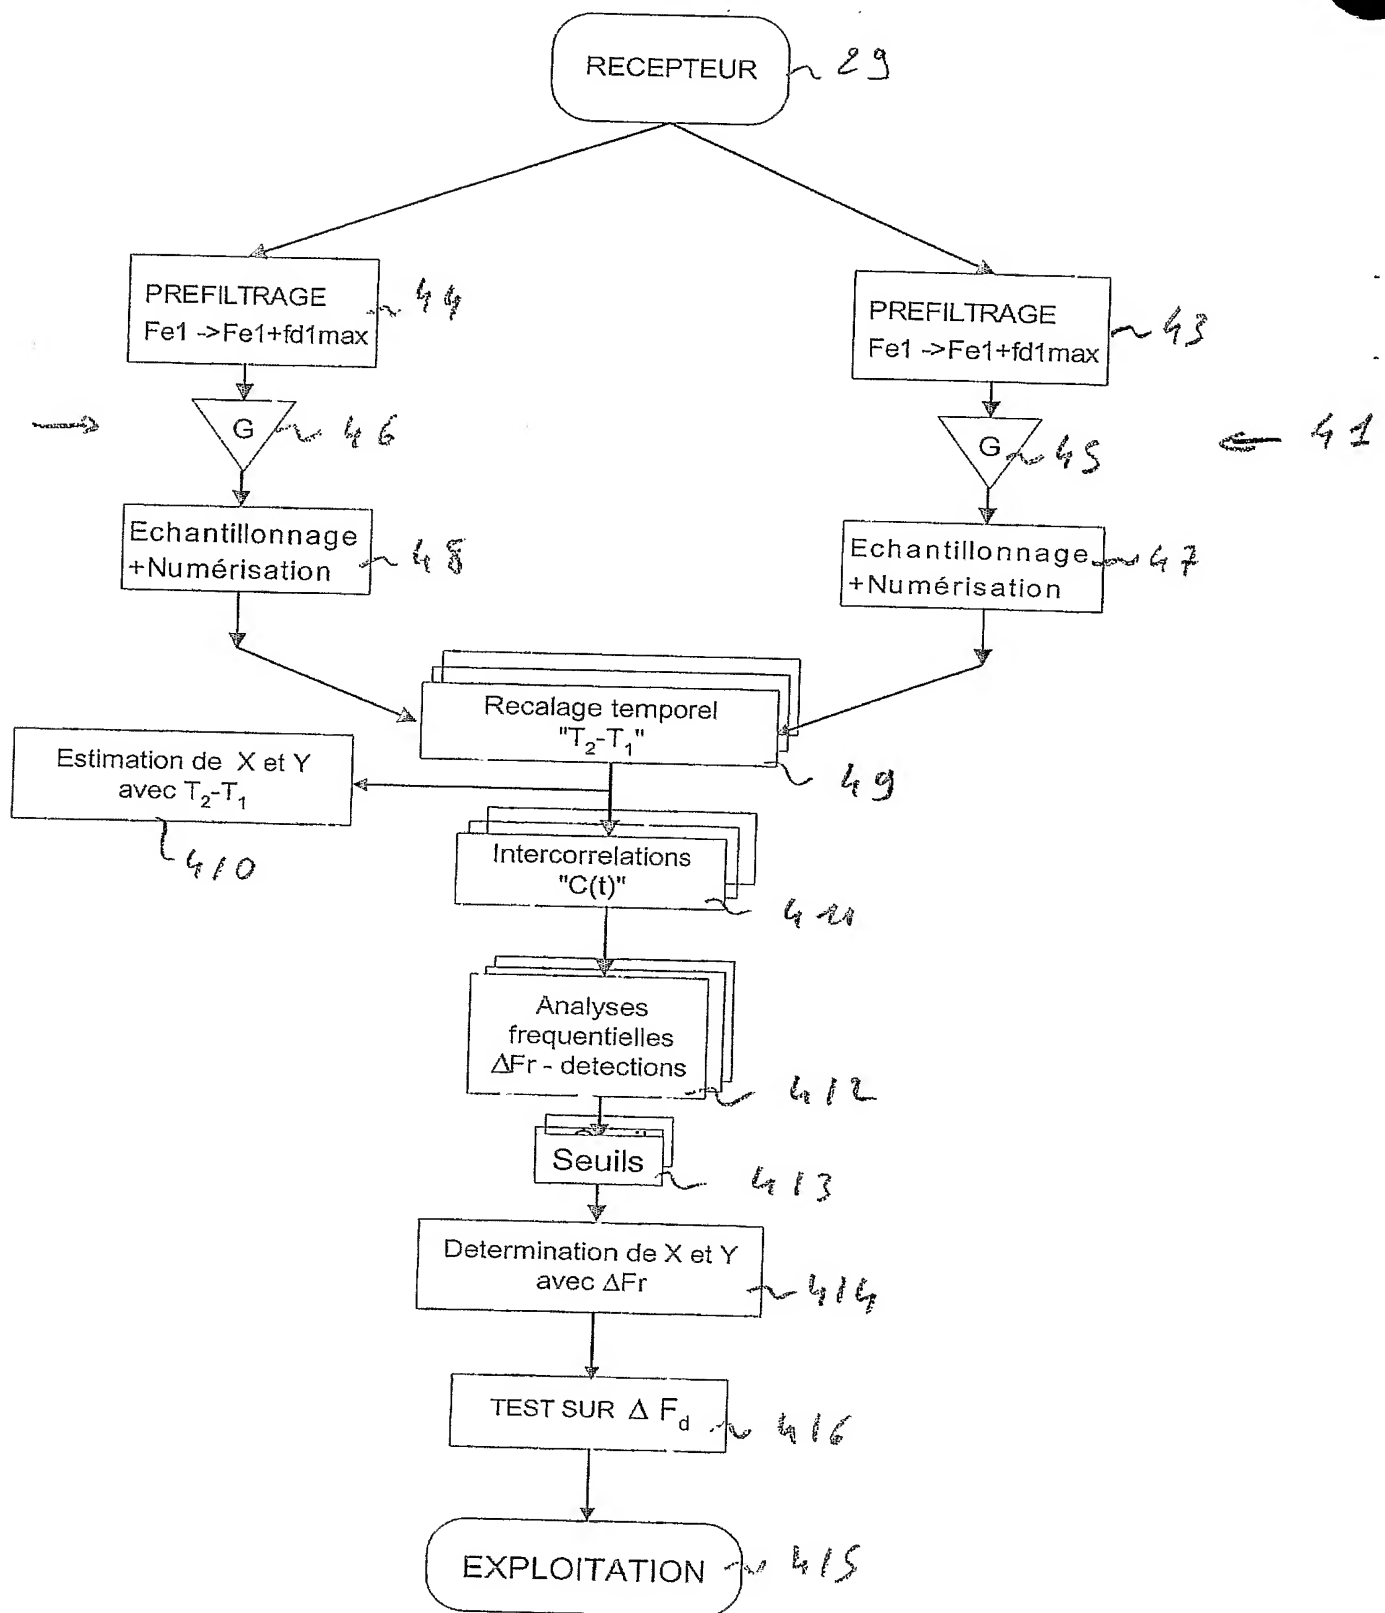 RECEPTEUR 29
PREFILTRAGE
Fe1 ->Fe1+fd1max 44
PREFILTRAGE
Fe1 ->Fe1+fd1max 43
G 46
G 45
41
Echantillonnage
+Numérisation 48
Echantillonnage
+Numérisation 47
Recalage temporel
"T₂-T₁"
49
Estimation de X et Y
avec T₂-T₁
410
Intercorrelations
"C(t)"
411
Analyses
frequentielles
ΔFr - detections
412
Seuils
413
Determination de X et Y
avec ΔFr
414
TEST SUR Δ F_d
416
EXPLOITATION 415